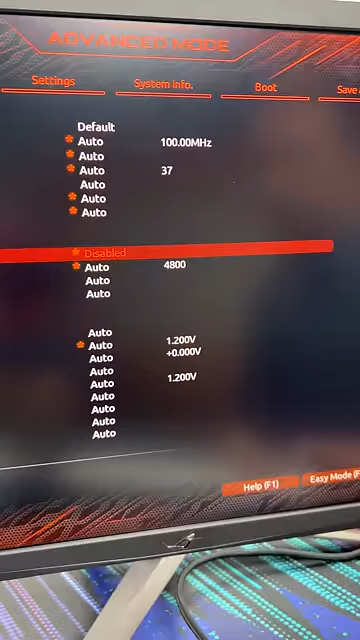 ADVANCED MODE
Settings System Info. Boot Save
Default
Auto 100.00MHz
Auto
Auto 37
Auto
Auto
Auto
Disabled
Auto 4800
Auto
Auto
Auto
Auto 1.200V
Auto +0.000V
Auto
Auto 1.200V
Auto
Auto
Auto
Auto
Help (F1) Easy Mode (F